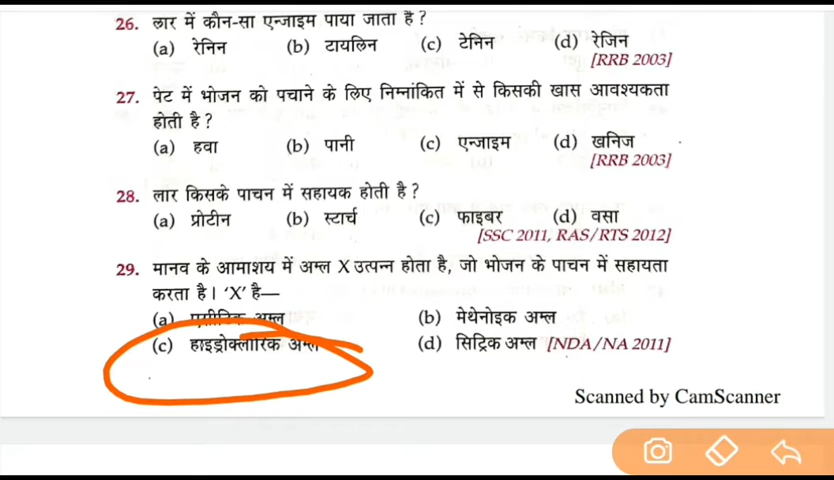 26. लार में कौन-सा एन्जाइम पाया जाता है ?
(a) रेनिन (b) टायलिन (c) टेनिन (d) रेजिन
[RRB 2003]
27. पेट में भोजन को पचाने के लिए निम्नांकित में से किसकी खास आवश्यकता
होती है ?
(a) हवा (b) पानी (c) एन्जाइम (d) खनिज
[RRB 2003]
28. लार किसके पाचन में सहायक होती है ?
(a) प्रोटीन (b) स्टार्च (c) फाइबर (d) वसा
[SSC 2011, RAS/RTS 2012]
29. मानव के आमाशय में अम्ल X उत्पन्न होता है, जो भोजन के पाचन में सहायता
करता है। ‘X’ है—
(a) एसीटिक अम्ल (b) मेथेनोइक अम्ल
(c) हाइड्रोक्लोरिक अम्ल (d) सिट्रिक अम्ल [NDA/NA 2011]
Scanned by CamScanner